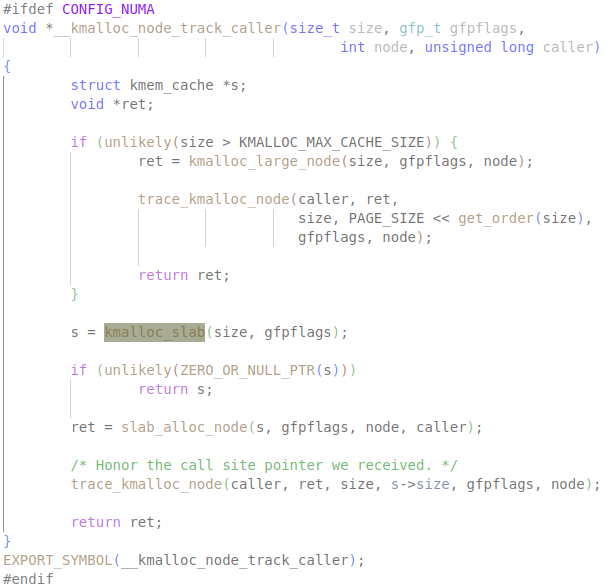 #ifdef CONFIG_NUMA
void *__kmalloc_node_track_caller(size_t size, gfp_t gfpflags,
int node, unsigned long caller)
{
struct kmem_cache *s;
void *ret;
if (unlikely(size > KMALLOC_MAX_CACHE_SIZE)) {
ret = kmalloc_large_node(size, gfpflags, node);
trace_kmalloc_node(caller, ret,
size, PAGE_SIZE << get_order(size),
gfpflags, node);
return ret;
}
s = kmalloc_slab(size, gfpflags);
if (unlikely(ZERO_OR_NULL_PTR(s)))
return s;
ret = slab_alloc_node(s, gfpflags, node, caller);
/* Honor the call site pointer we received. */
trace_kmalloc_node(caller, ret, size, s->size, gfpflags, node);
return ret;
}
EXPORT_SYMBOL(__kmalloc_node_track_caller);
#endif